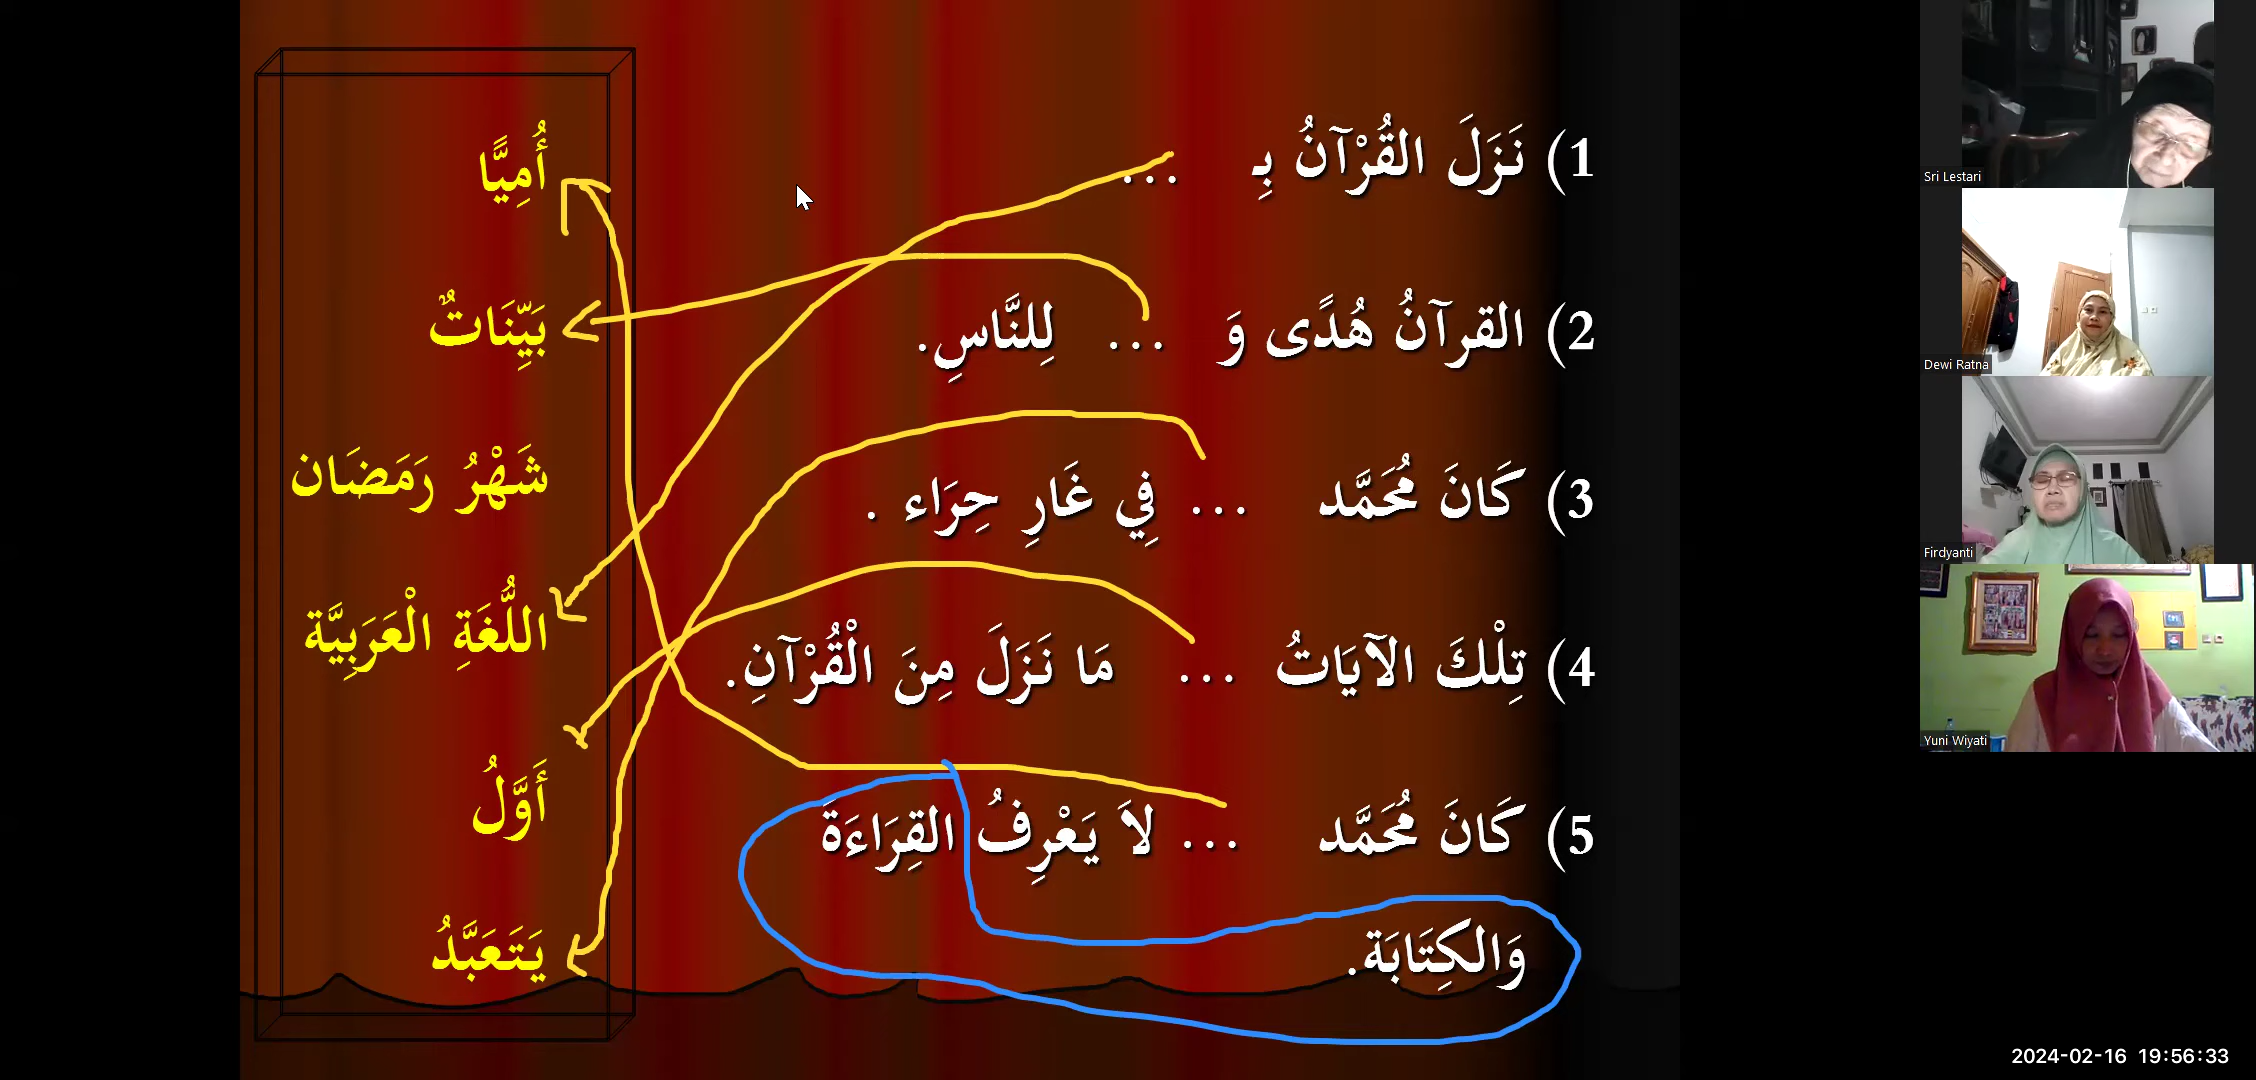 1) نَزَلَ القُرْآنُ بِـ ...
2) القرآنُ هُدًى وَ ... لِلنَّاسِ.
3) كَانَ مُحَمَّد ... فِي غَارِ حِرَاء .
4) تِلْكَ الآيَاتُ ... مَا نَزَلَ مِنَ الْقُرْآنِ.
5) كَانَ مُحَمَّد ... لاَ يَعْرِفُ القِرَاءَةَ
وَالكِتَابَة.
أُمِيًّا
بَيِّنَاتٌ
شَهْرُ رَمَضَان
اللُّغَةِ الْعَرَبِيَّة
أَوَّلُ
يَتَعَبَّدُ
Sri Lestari
Dewi Ratna
Firdyanti
Yuni Wiyati
2024-02-16 19:56:33